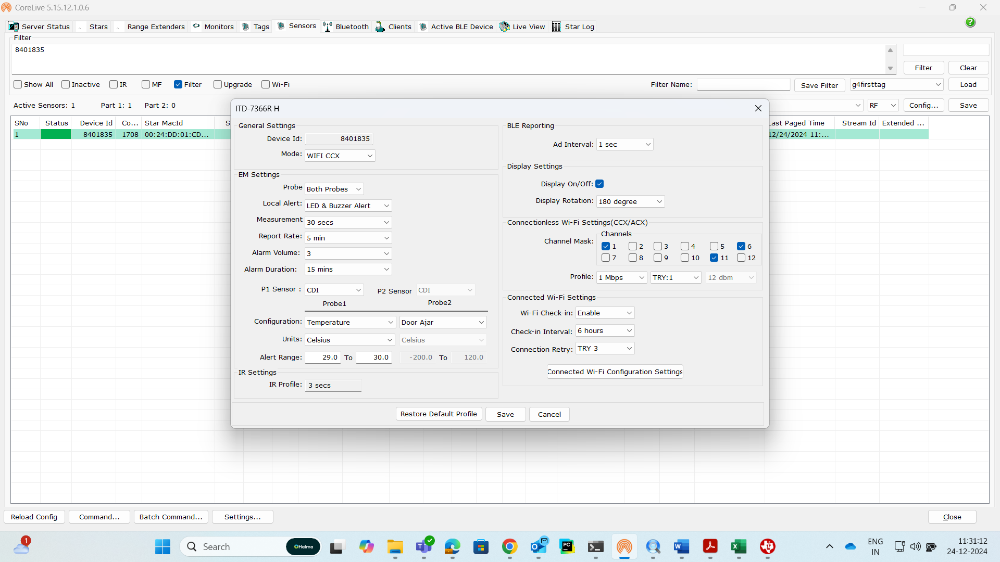 CoreLive 5.15.12.1.0.6
Server Status Stars Range Extenders Monitors Tags Sensors Bluetooth Clients Active BLE Device Live View Star Log ?
Filter
8401835
Filter Clear
Show All Inactive IR MF Filter Upgrade Wi-Fi Filter Name: Save Filter g4firsttag Load
Active Sensors: 1 Part 1: 1 Part 2: 0 RF Config... Save
SNo Status Device Id Co... Star MacId S Last Paged Time Stream Id Extended ...
1 8401835 1708 00:24:DD:01:CD... 12/24/2024 11:...
ITD-7366R H
General Settings
Device Id: 8401835
Mode: WIFI CCX
EM Settings
Probe Both Probes
Local Alert: LED & Buzzer Alert
Measurement 30 secs
Report Rate: 5 min
Alarm Volume: 3
Alarm Duration: 15 mins
P1 Sensor : CDI P2 Sensor CDI
Probe1 Probe2
Configuration: Temperature Door Ajar
Units: Celsius Celsius
Alert Range: 29.0 To 30.0 -200.0 To 120.0
IR Settings
IR Profile: 3 secs
BLE Reporting
Ad Interval: 1 sec
Display Settings
Display On/Off:
Display Rotation: 180 degree
Connectionless Wi-Fi Settings(CCX/ACX)
Channels
Channel Mask: 1 2 3 4 5 6
7 8 9 10 11 12
Profile: 1 Mbps TRY:1 12 dbm
Connected Wi-Fi Settings
Wi-Fi Check-in: Enable
Check-in Interval: 6 hours
Connection Retry: TRY 3
Connected Wi-Fi Configuration Settings
Restore Default Profile Save Cancel
Reload Config Command... Batch Command... Settings... Close
1 Search Halma T PC W X ENG 11:31:12
IN 24-12-2024